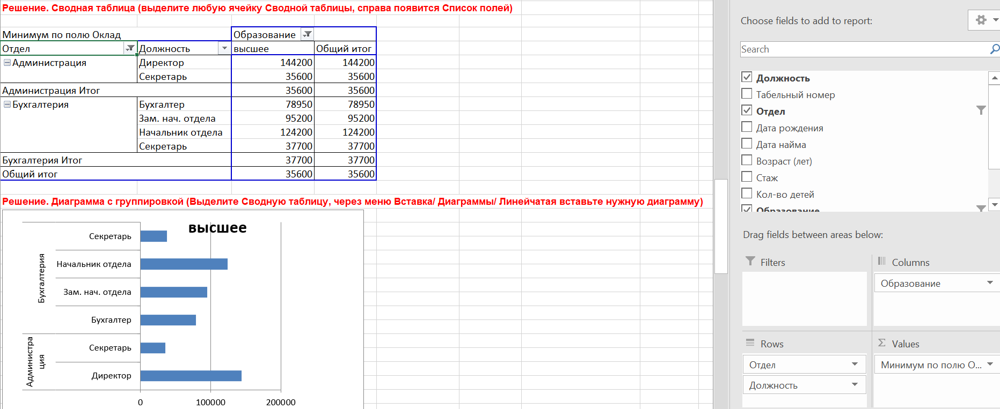 Решение. Сводная таблица (выделите любую ячейку Сводной таблицы, справа появится Список полей)
Минимум по полю Оклад Образование
Отдел Должность высшее Общий итог
Администрация Директор 144200 144200
Секретарь 35600 35600
Администрация Итог 35600 35600
Бухгалтерия Бухгалтер 78950 78950
Зам. нач. отдела 95200 95200
Начальник отдела 124200 124200
Секретарь 37700 37700
Бухгалтерия Итог 37700 37700
Общий итог 35600 35600
Решение. Диаграмма с группировкой (Выделите Сводную таблицу, через меню Вставка/ Диаграммы/ Линейчатая вставьте нужную диаграмму)
высшее
Бухгалтерия
Секретарь
Начальник отдела
Зам. нач. отдела
Бухгалтер
Администра
ция
Секретарь
Директор
0 100000 200000
Choose fields to add to report:
Search
Должность
Табельный номер
Отдел
Дата рождения
Дата найма
Возраст (лет)
Стаж
Кол-во детей
Образование
Drag fields between areas below:
Filters
Columns
Образование
Rows
Отдел
Должность
Σ Values
Минимум по полю О...